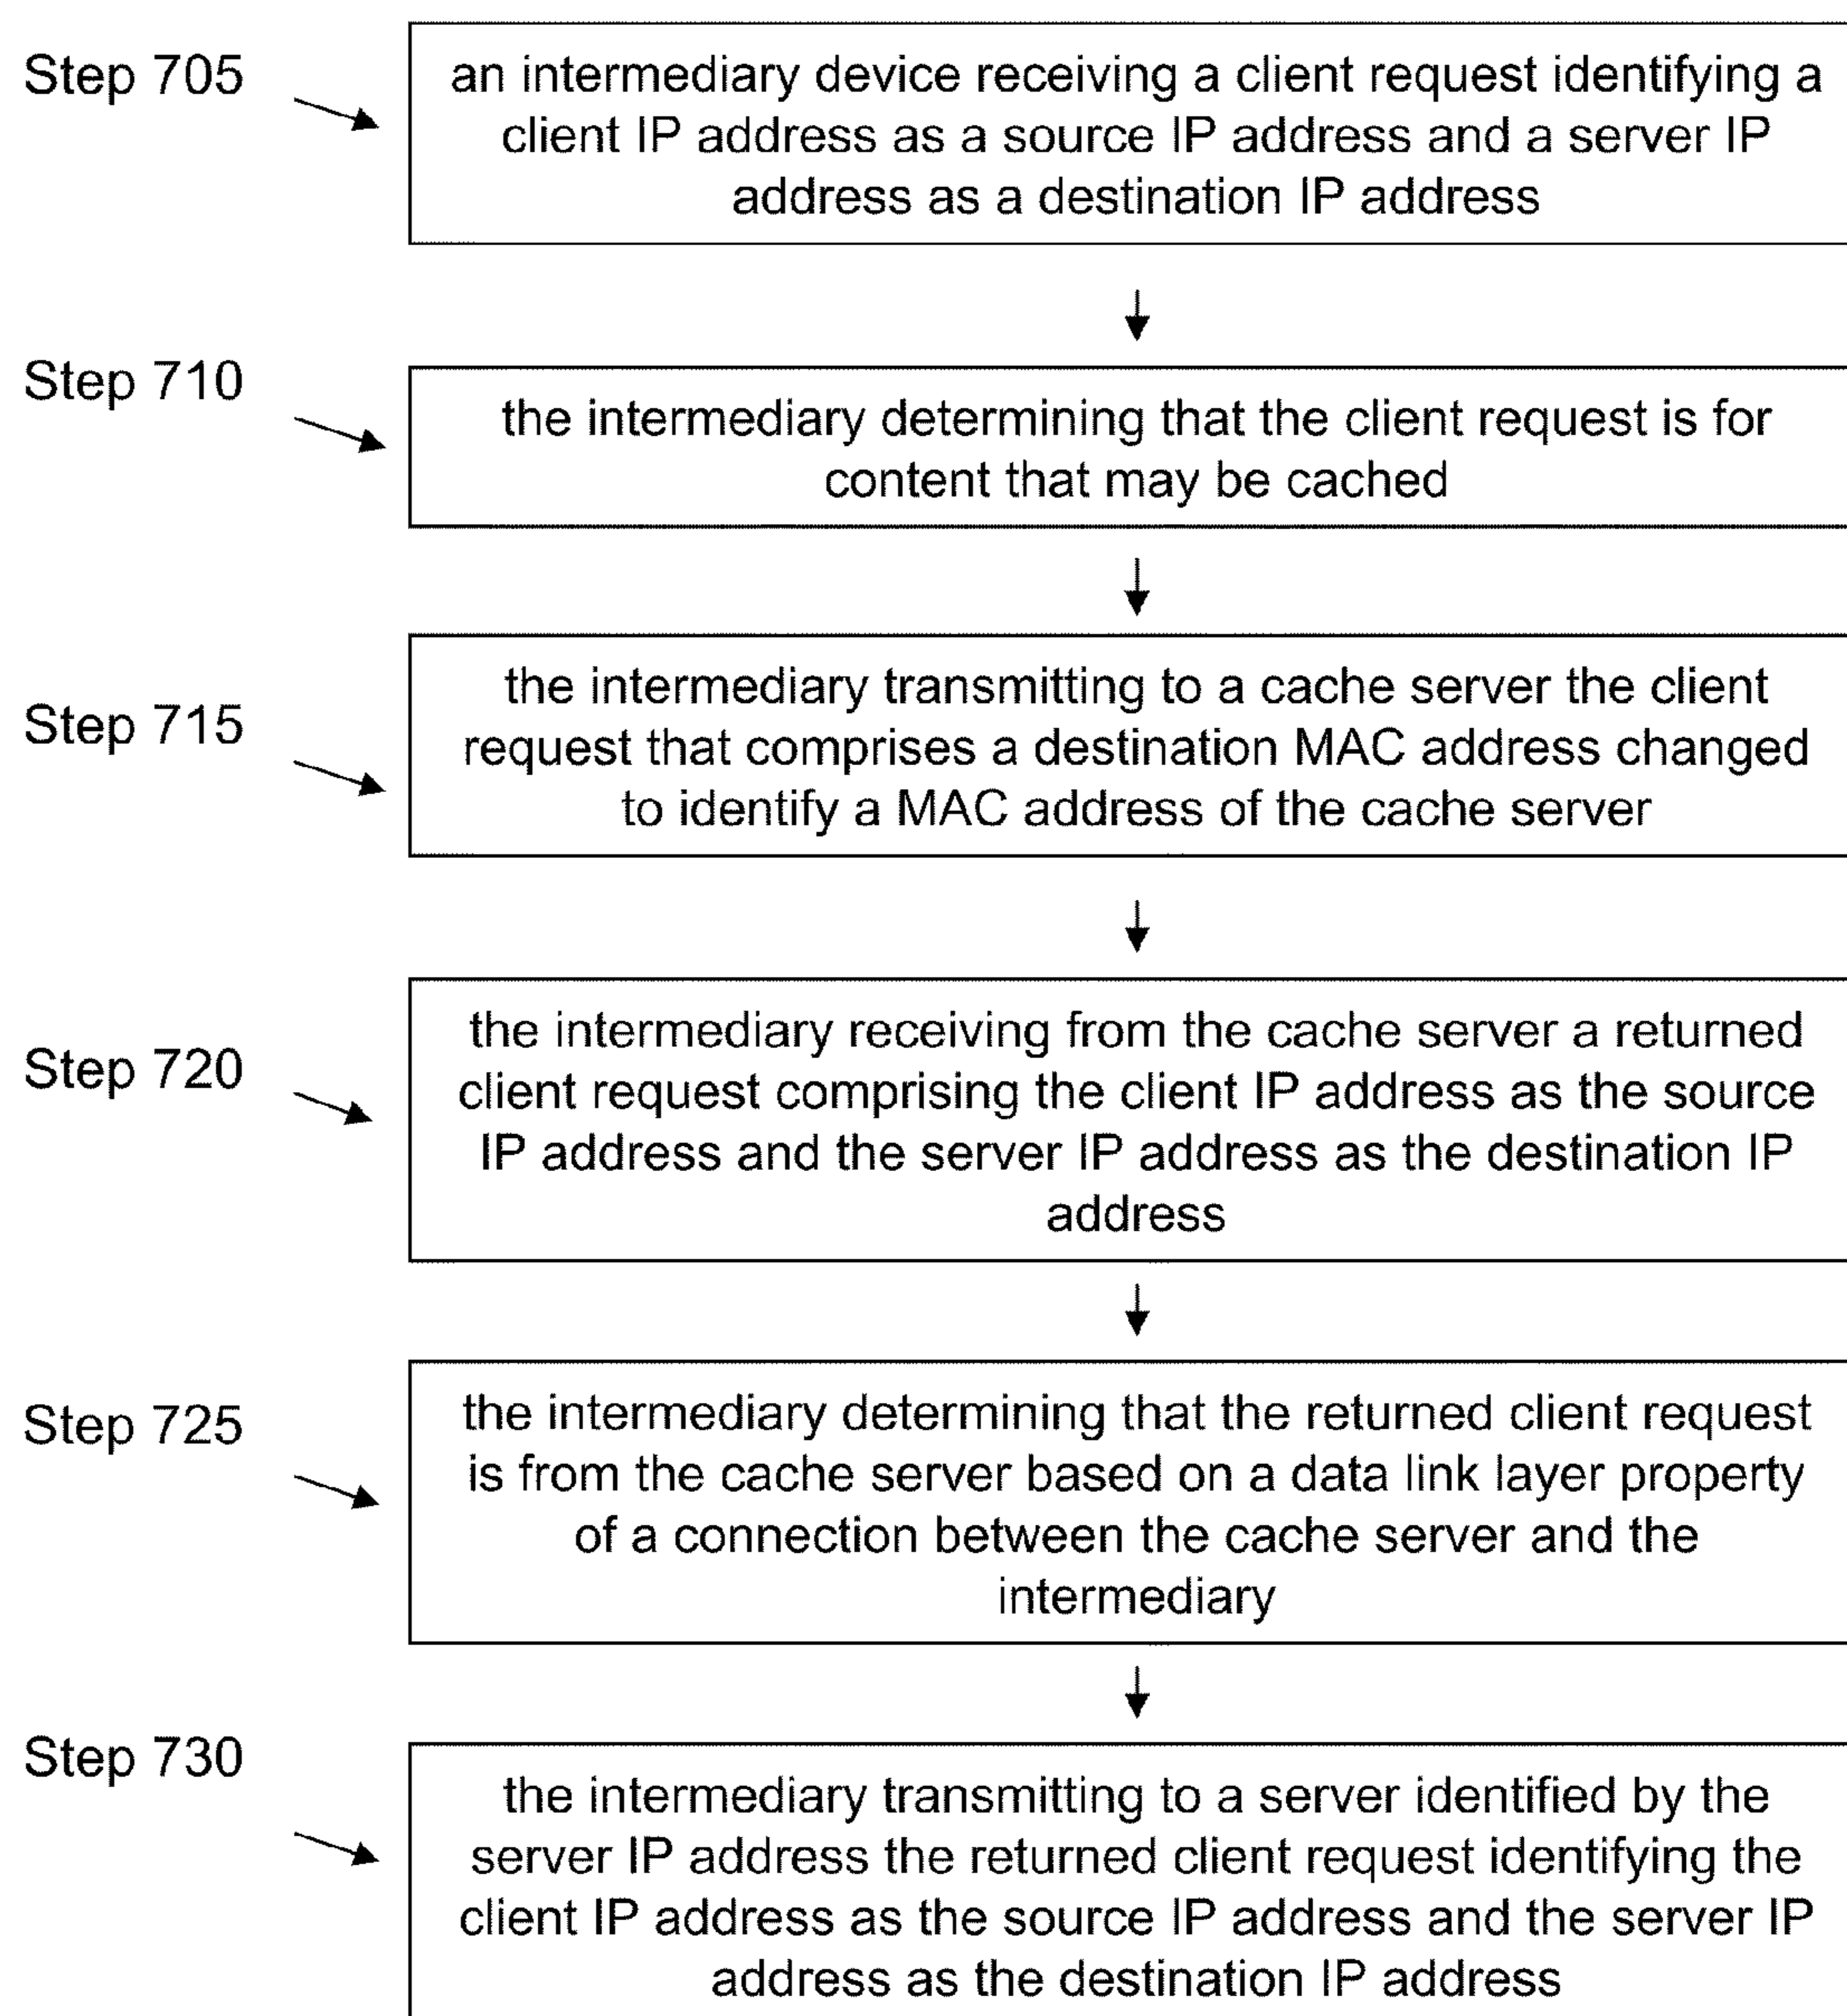 Step 705
an intermediary device receiving a client request identifying a
client IP address as a source IP address and a server IP
address as a destination IP address
Step 710
the intermediary determining that the client request is for
content that may be cached
Step 715
the intermediary transmitting to a cache server the client
request that comprises a destination MAC address changed
to identify a MAC address of the cache server
Step 720
the intermediary receiving from the cache server a returned
client request comprising the client IP address as the source
IP address and the server IP address as the destination IP
address
Step 725
the intermediary determining that the returned client request
is from the cache server based on a data link layer property
of a connection between the cache server and the
intermediary
Step 730
the intermediary transmitting to a server identified by the
server IP address the returned client request identifying the
client IP address as the source IP address and the server IP
address as the destination IP address